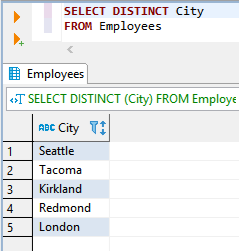 SELECT DISTINCT City
FROM Employees
Employees
SELECT DISTINCT (City) FROM Employe
ABC City
1 Seattle
2 Tacoma
3 Kirkland
4 Redmond
5 London